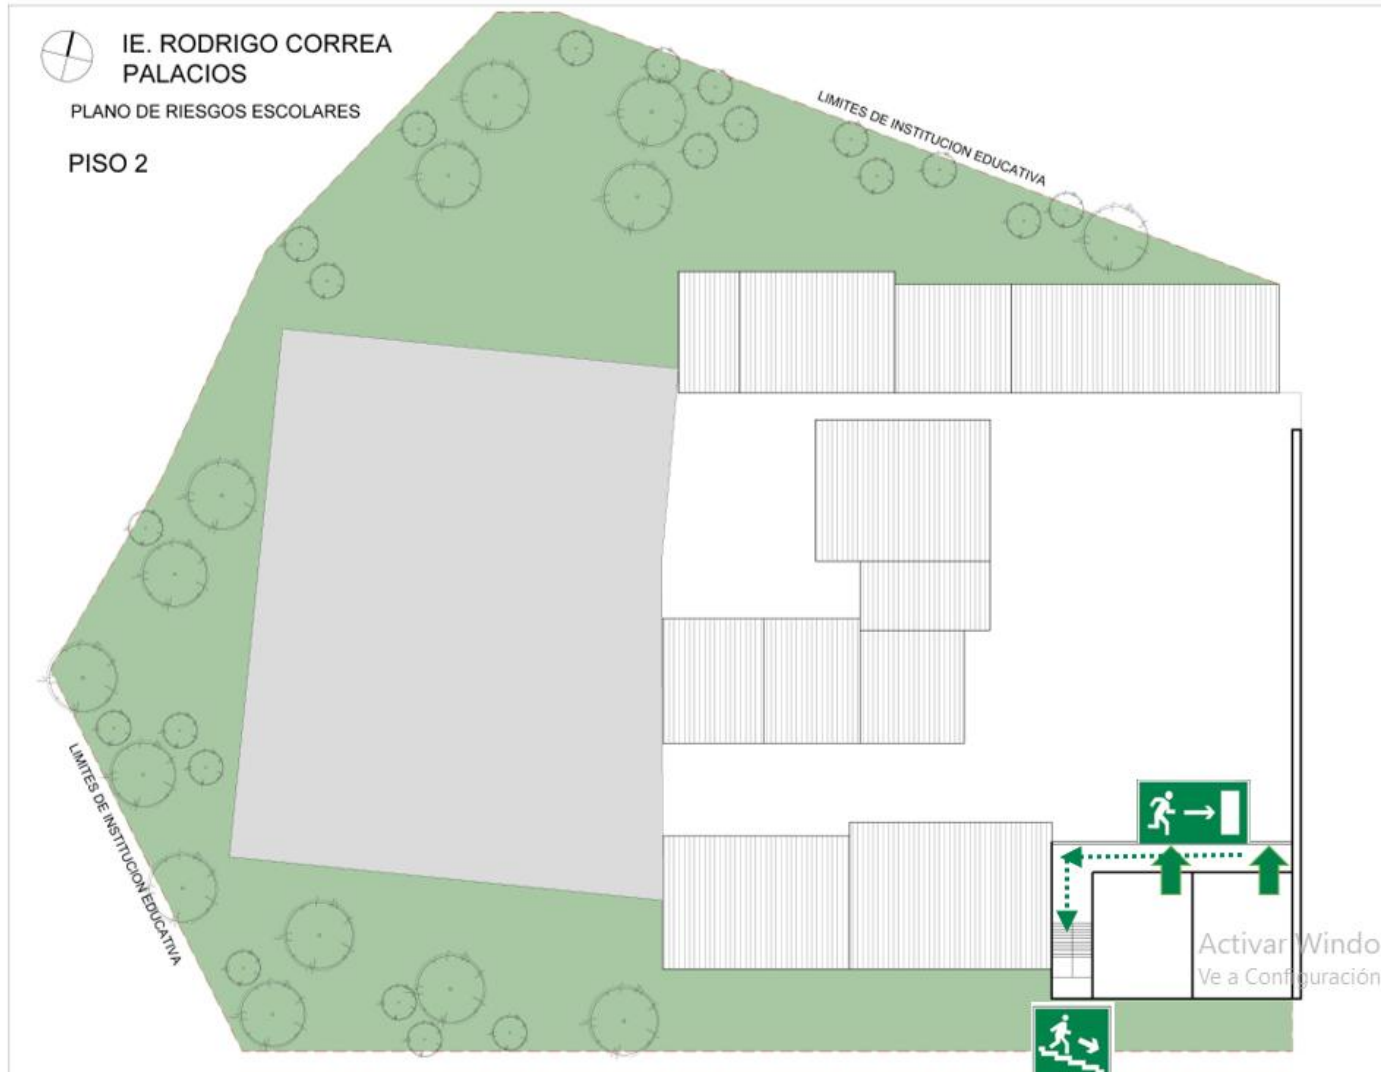 IE. RODRIGO CORREA
PALACIOS
PLANO DE RIESGOS ESCOLARES
PISO 2
LIMITES DE INSTITUCION EDUCATIVA
LIMITES DE INSTITUCION EDUCATIVA
Activar Windo
Ve a Configuración